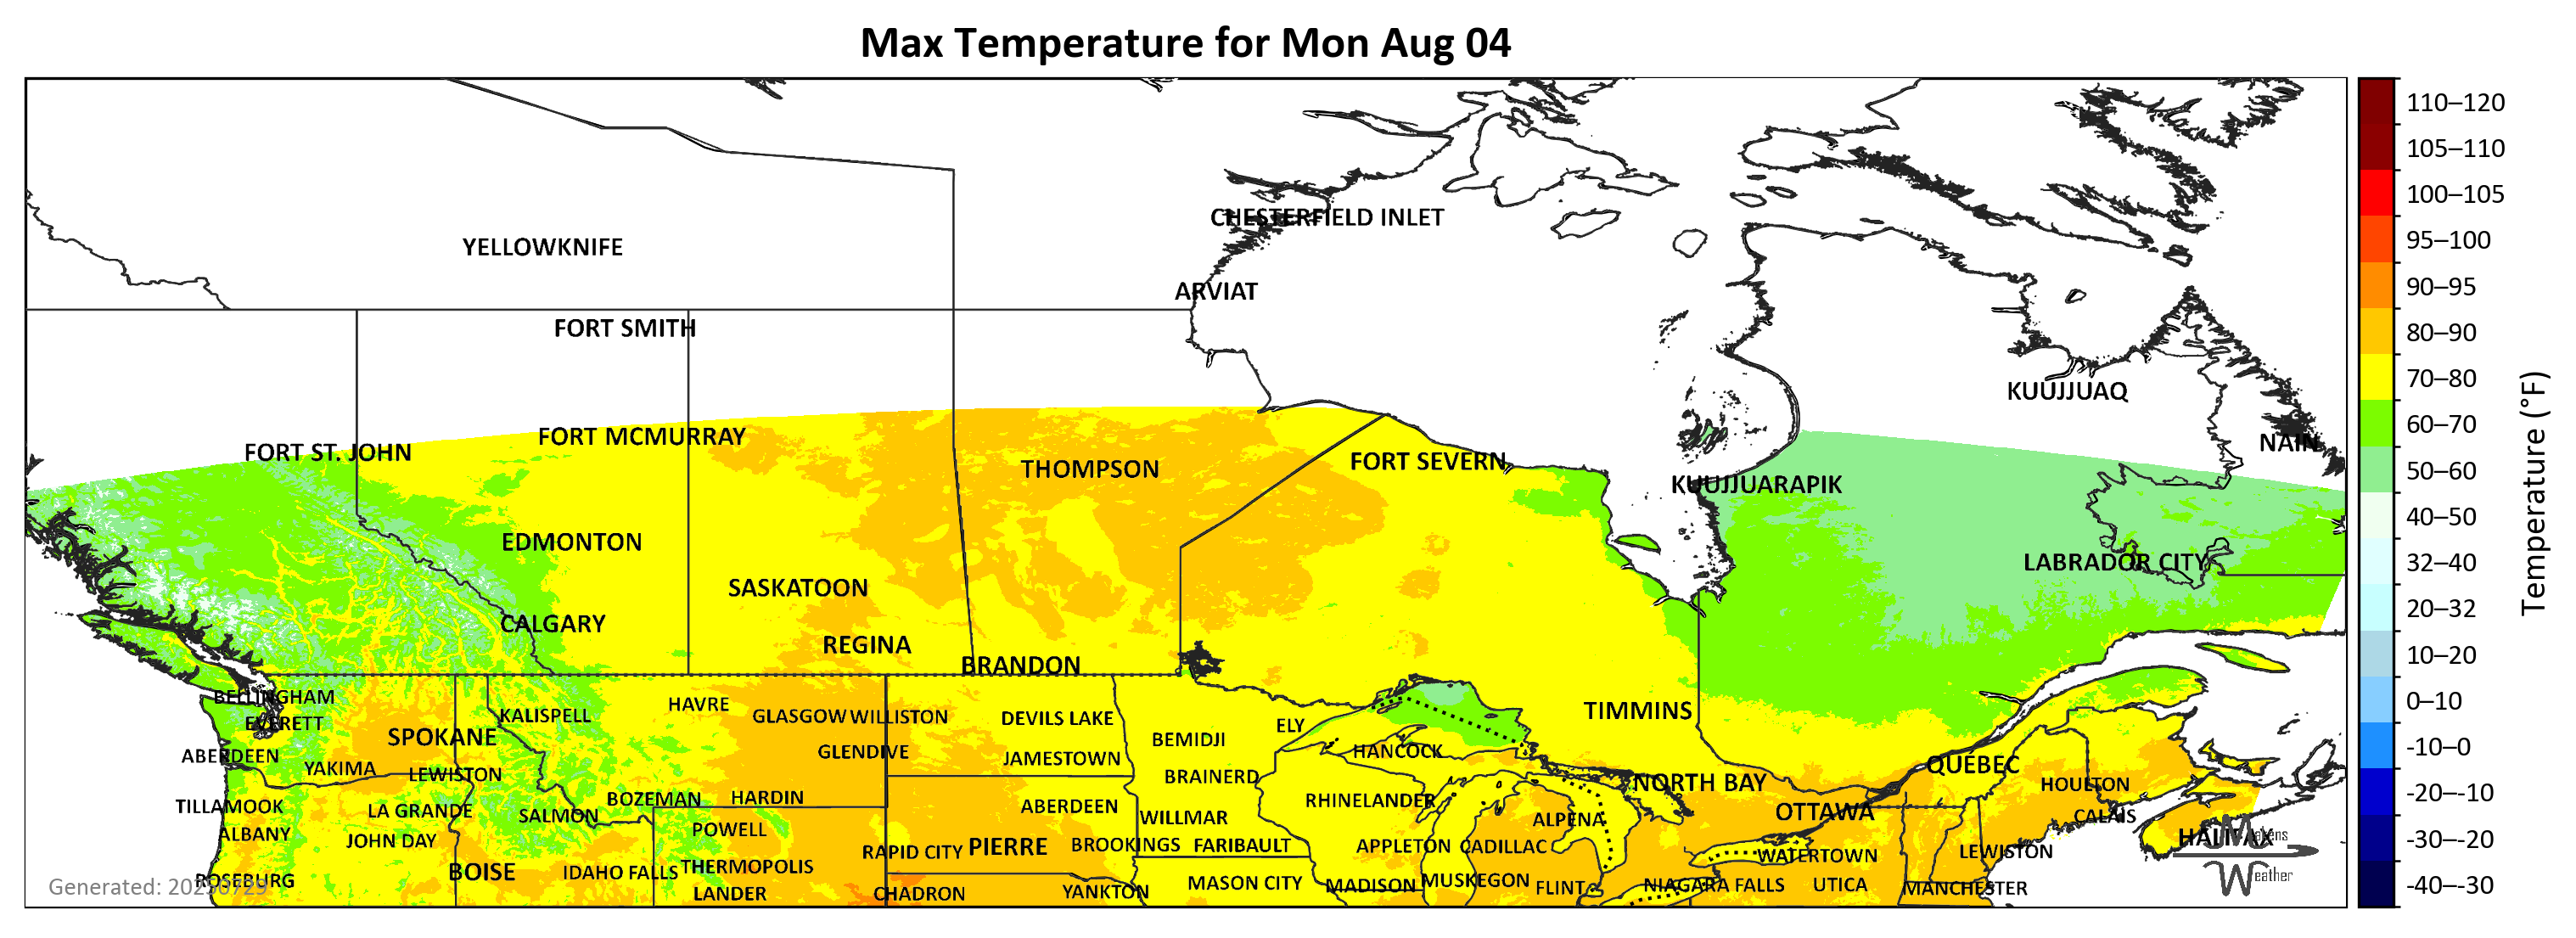 Max Temperature for Mon Aug 04
110–120
105–110
CHESTERFIELD INLET
100–105
YELLOWKNIFE
95–100
ARVIAT
90–95
FORT SMITH
80–90
KUUJJUAQ
70–80
FORT MCMURRAY
60–70
FORT ST. JOHN
NAIN
THOMPSON
FORT SEVERN
50–60
KUUJJUARAPIK
40–50
EDMONTON
LABRADOR CITY
32–40
SASKATOON
20–32
CALGARY
REGINA
10–20
BRANDON
BELLINGHAM
HAVRE
0–10
KALISPELL
GLASGOW WILLISTON
DEVILS LAKE
TIMMINS
EVERETT
ELY
SPOKANE
BEMIDJI
-10–0
ABERDEEN
GLENDIVE
HANCOCK
JAMESTOWN
QUÉBEC
YAKIMA
LEWISTON
BRAINERD
NORTH BAY
HOULTON
-20–-10
BOZEMAN
HARDIN
RHINELANDER
TILLAMOOK
LA GRANDE
ABERDEEN
OTTAWA
SALMON
WILLMAR
ALPENA
CALAIS
ALBANY
POWELL
JOHN DAY
HALIFAX
Makens
-30–-20
PIERRE
BROOKINGS FARIBAULT
APPLETON CADILLAC
RAPID CITY
WATERTOWN
LEWISTON
BOISE
IDAHO FALLS THERMOPOLIS
Weather
ROSEBURG
Generated: 20250729
MASON CITY
MADISON MUSKEGON
FLINT
NIAGARA FALLS
UTICA
MANCHESTER
-40–-30
LANDER
CHADRON
YANKTON
Temperature (°F)